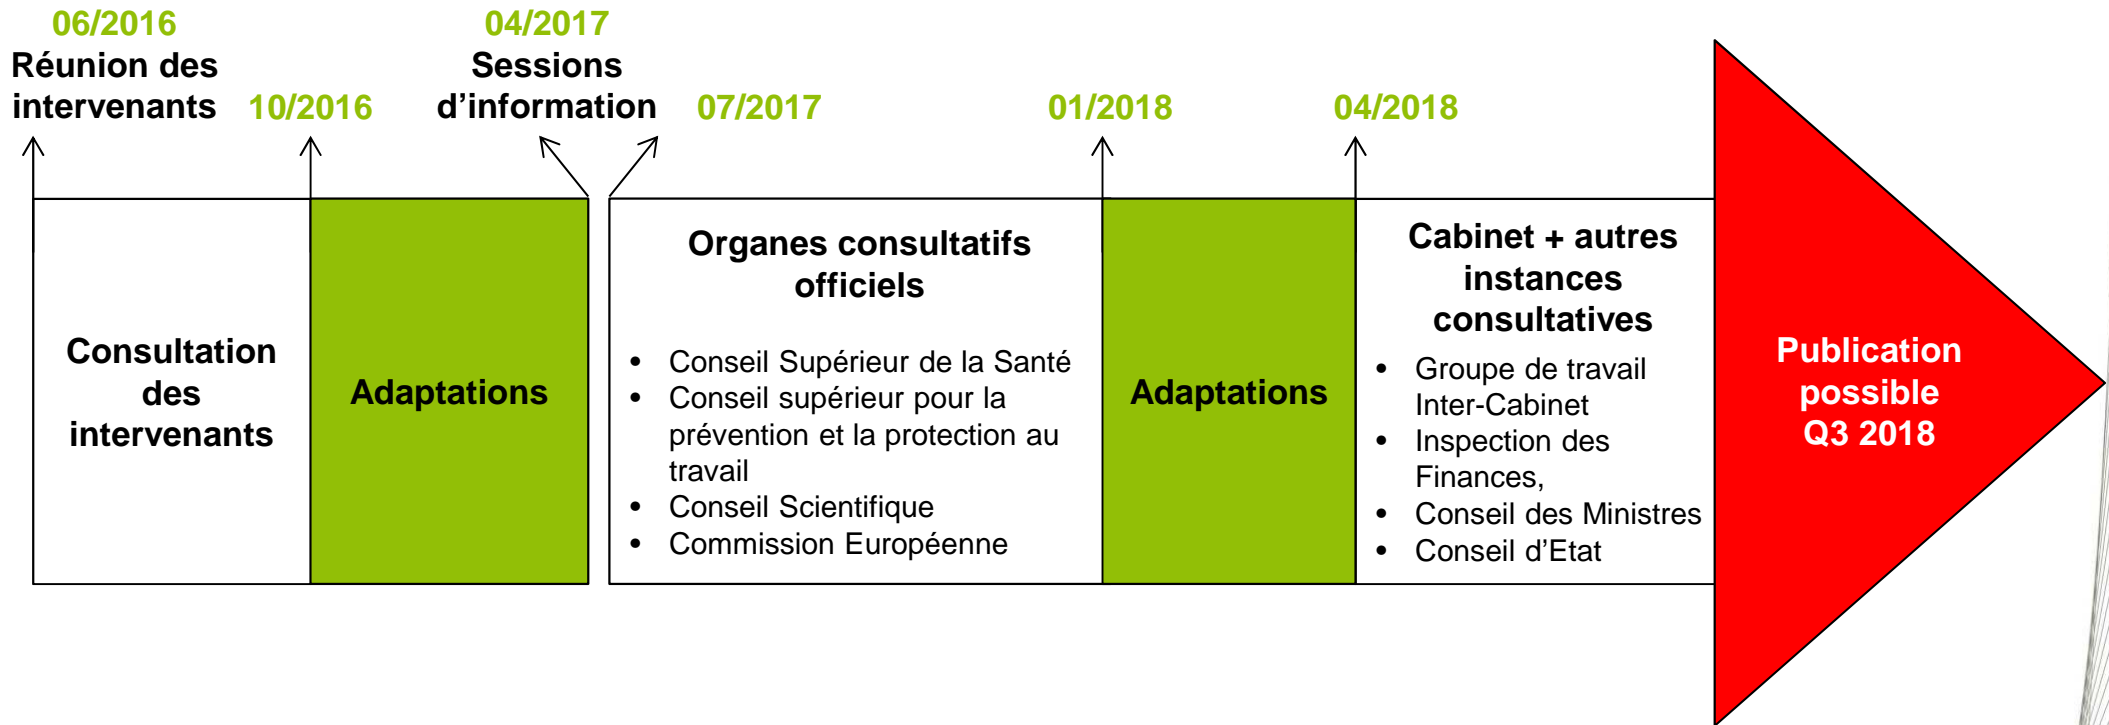 06/2016
Réunion des
intervenants
10/2016
04/2017
Sessions
d’information
07/2017
01/2018
04/2018
Consultation
des
intervenants
Adaptations
Organes consultatifs
officiels
• Conseil Supérieur de la Santé
• Conseil supérieur pour la
prévention et la protection au
travail
• Conseil Scientifique
• Commission Européenne
Adaptations
Cabinet + autres
instances
consultatives
• Groupe de travail
Inter-Cabinet
• Inspection des
Finances,
• Conseil des Ministres
• Conseil d’Etat
Publication
possible
Q3 2018